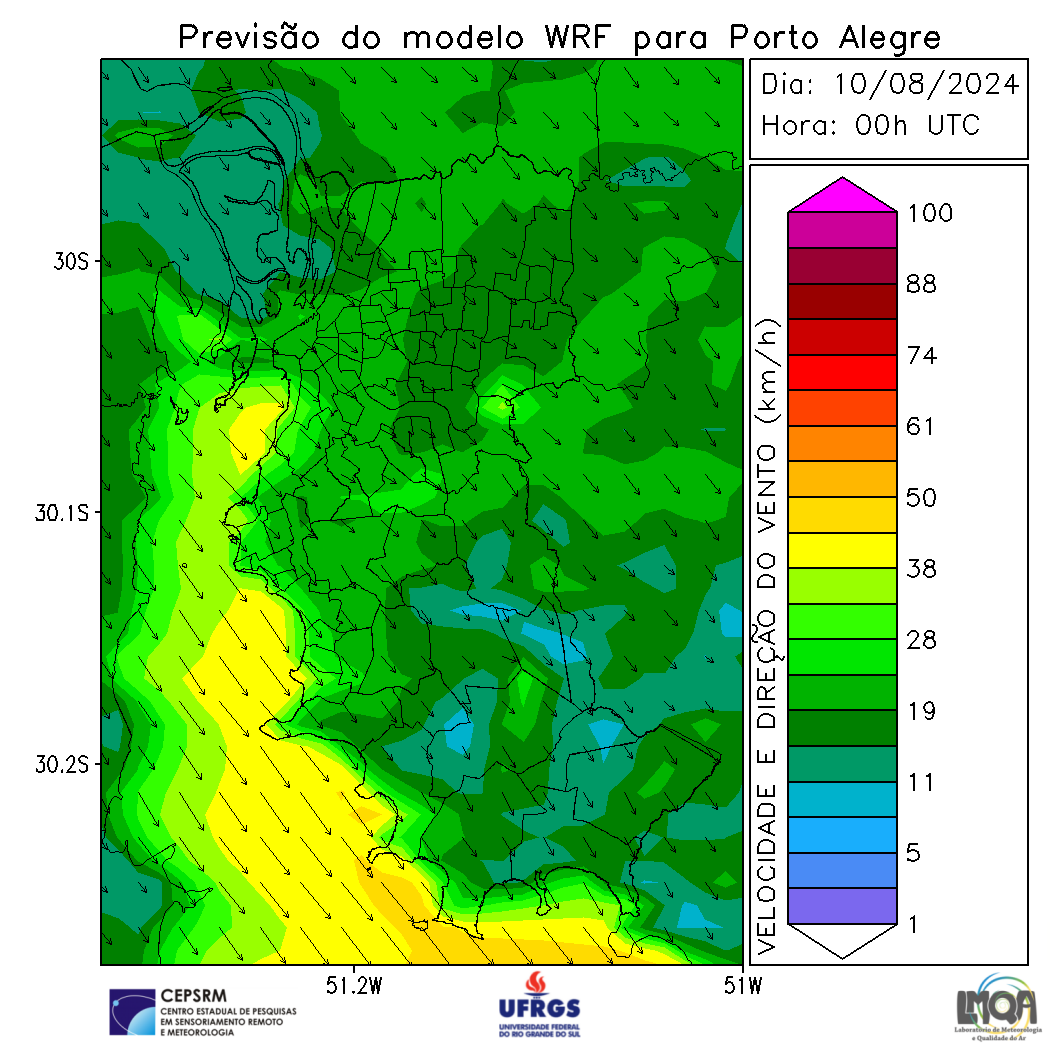 Previsão do modelo WRF para Porto Alegre
Dia: 10/08/2024
Hora: 00h UTC
30S
30.1S
30.2S
51.2W
51W
VELOCIDADE E DIREÇÃO DO VENTO (km/h)
100
88
74
61
50
38
28
19
11
5
1
CEPSRM
CENTRO ESTADUAL DE PESQUISAS
EM SENSORIAMENTO REMOTO
E METEOROLOGIA
UFRGS
UNIVERSIDADE FEDERAL
DO RIO GRANDE DO SUL
LMQA
Laboratório de Meteorologia
e Qualidade do Ar